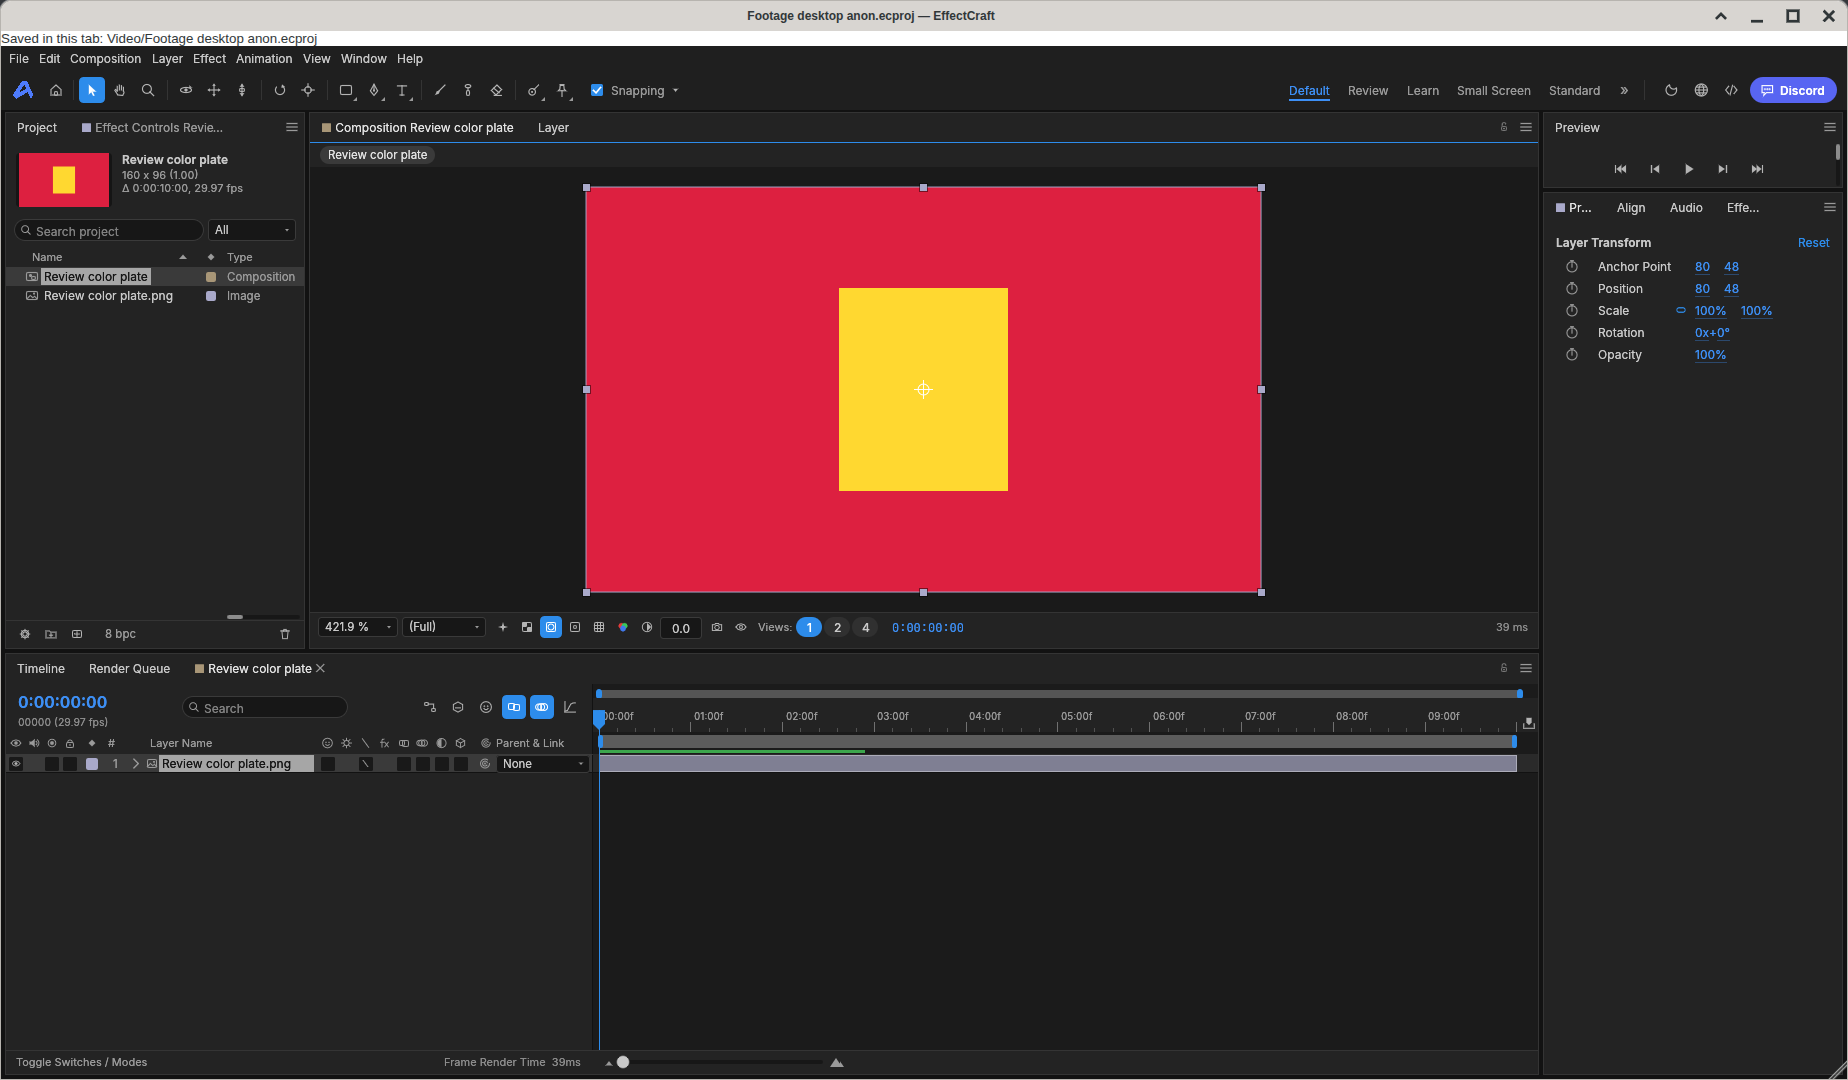 Footage desktop anon.ecproj — EffectCraft
Saved in this tab: Video/Footage desktop anon.ecproj
File Edit Composition Layer Effect Animation View Window Help
Snapping
Default Review Learn Small Screen Standard
Discord
Project Effect Controls Revie...
Review color plate
160 x 96 (1.00)
Δ 0:00:10:00, 29.97 fps
Search project All
Name Type
Review color plate Composition
Review color plate.png Image
8 bpc
Composition Review color plate Layer
Review color plate
421.9 % (Full) 0.0 Views: 1 2 4 0:00:00:00 39 ms
Preview
Pr... Align Audio Effe...
Layer Transform Reset
Anchor Point 80 48
Position 80 48
Scale 100% 100%
Rotation 0x+0°
Opacity 100%
Timeline Render Queue Review color plate
0:00:00:00
00000 (29.97 fps)
Search
00:00f 01:00f 02:00f 03:00f 04:00f 05:00f 06:00f 07:00f 08:00f 09:00f
# Layer Name fx Parent & Link
1 Review color plate.png None
Toggle Switches / Modes Frame Render Time 39ms